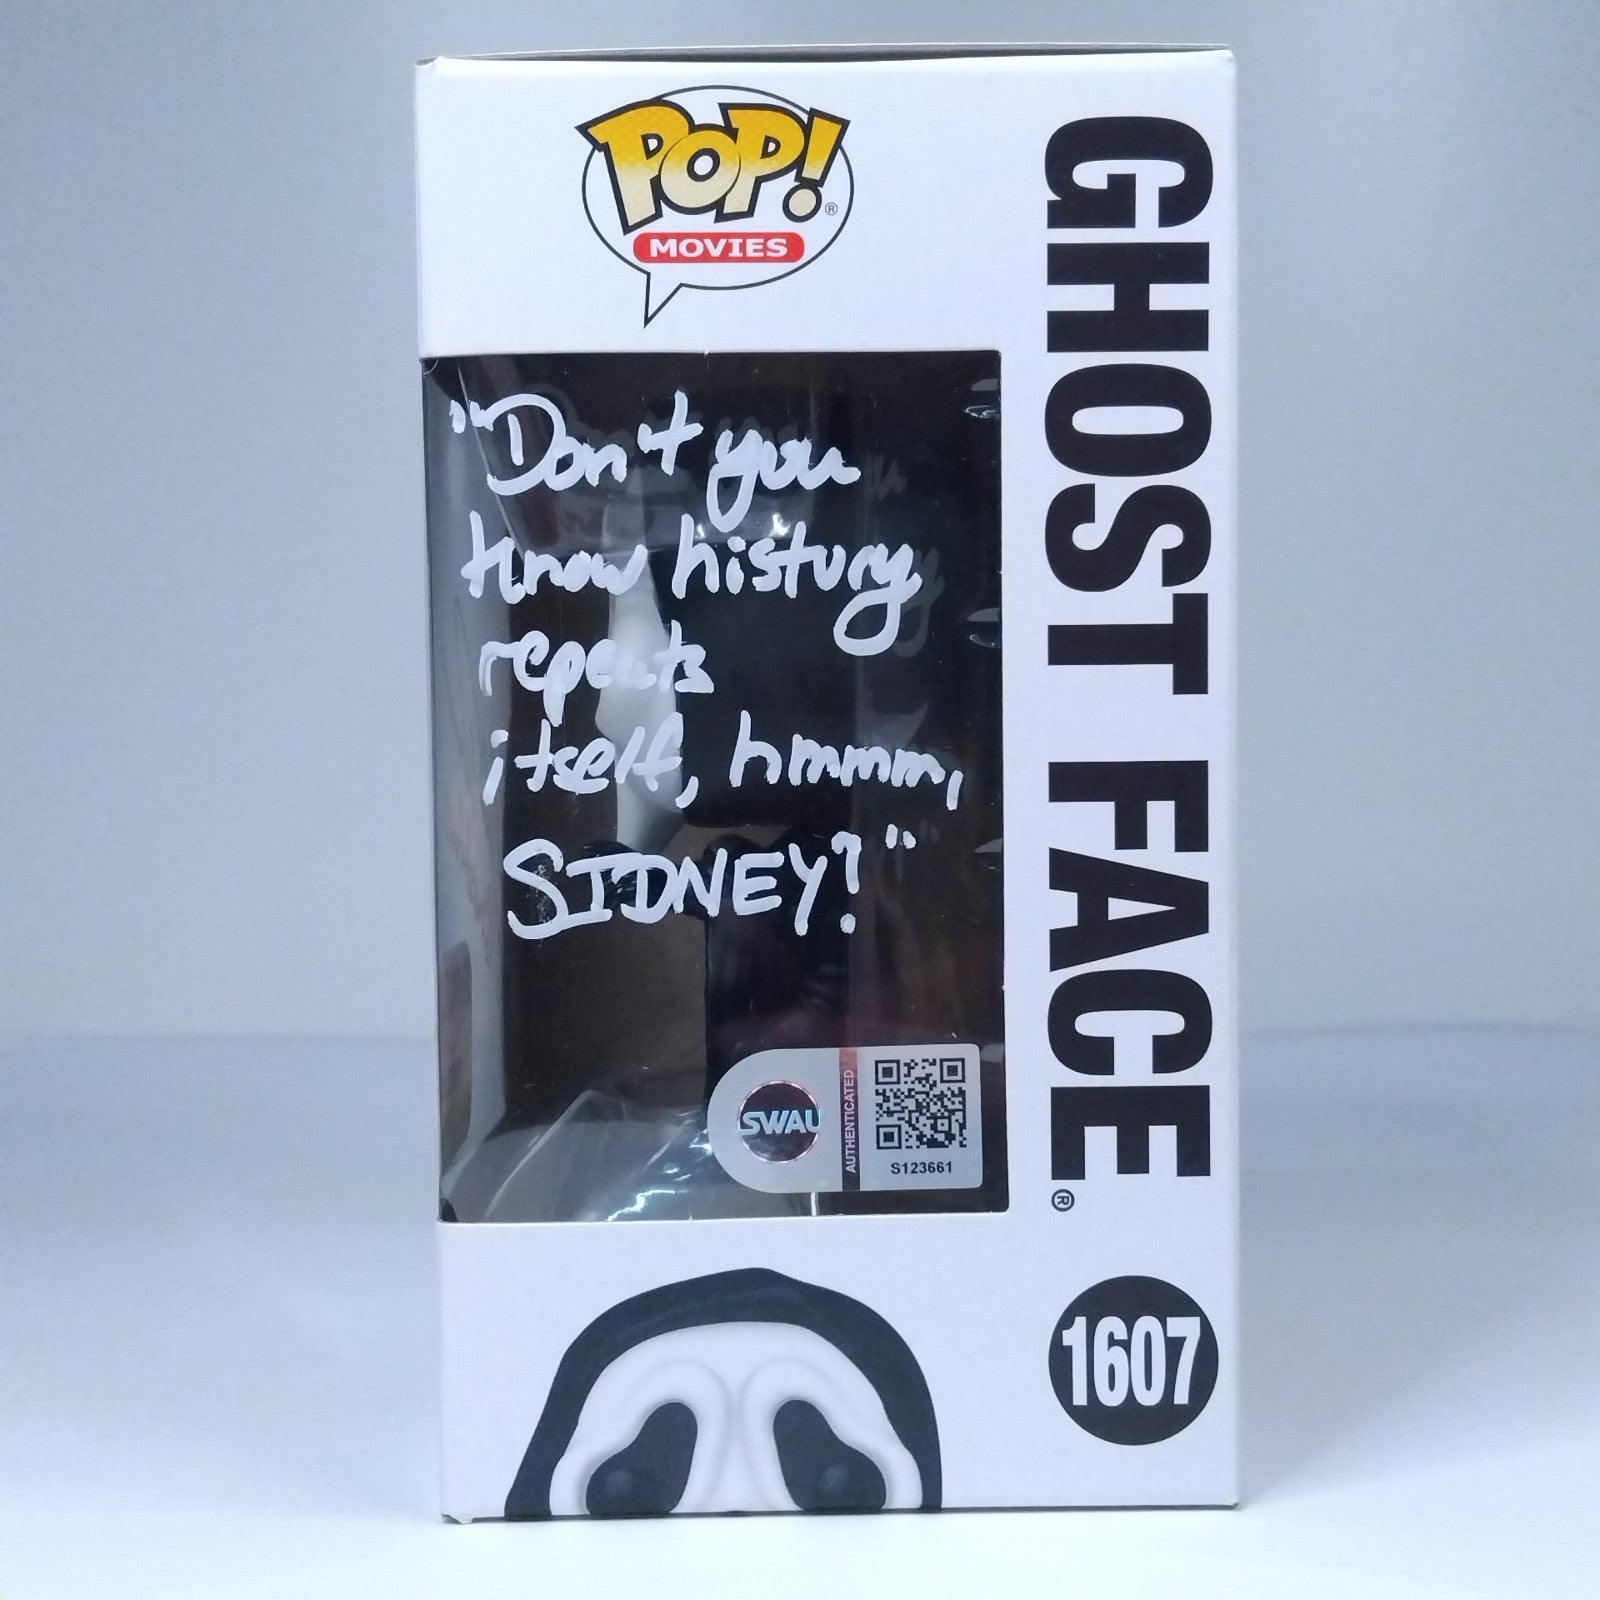 POP!®
MOVIES
"Don't you
know history
repeats
itself, hmmm,
SIDNEY?"
SWAU
AUTHENTICATED
S123661
GHOST FACE®
1607